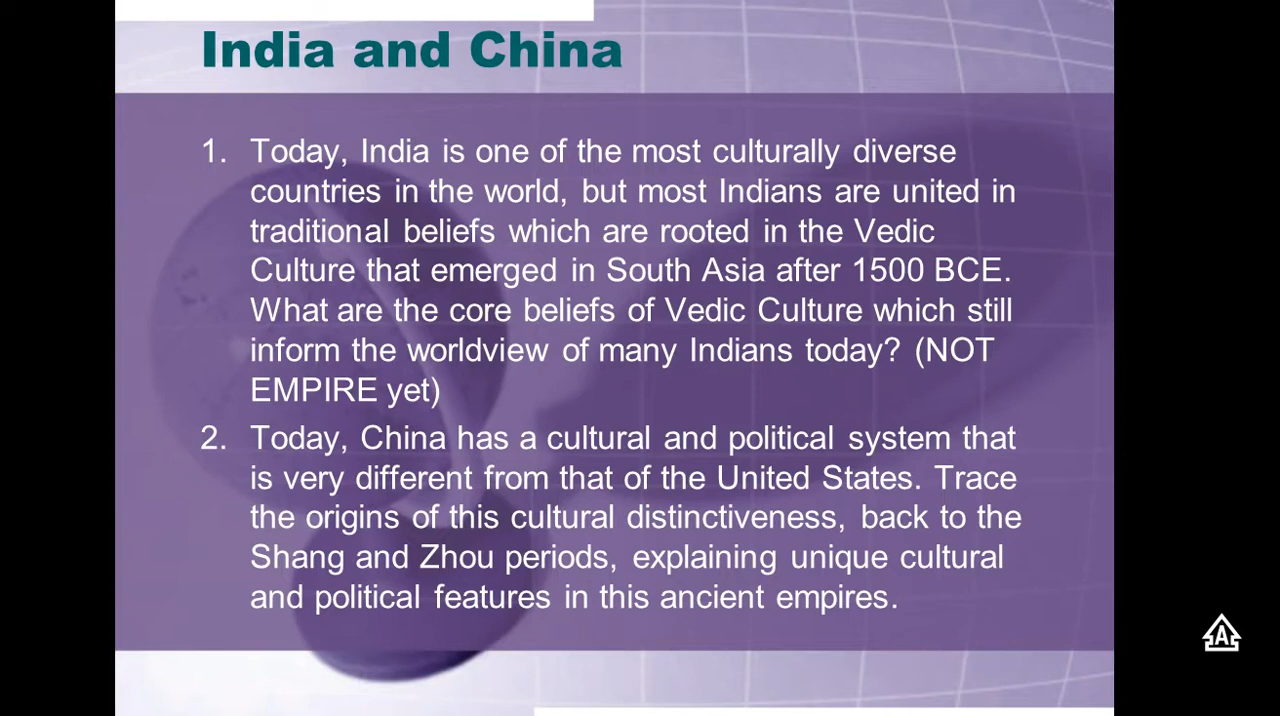 India and China
1. Today, India is one of the most culturally diverse
countries in the world, but most Indians are united in
traditional beliefs which are rooted in the Vedic
Culture that emerged in South Asia after 1500 BCE.
What are the core beliefs of Vedic Culture which still
inform the worldview of many Indians today? (NOT
EMPIRE yet)
2. Today, China has a cultural and political system that
is very different from that of the United States. Trace
the origins of this cultural distinctiveness, back to the
Shang and Zhou periods, explaining unique cultural
and political features in this ancient empires.
A